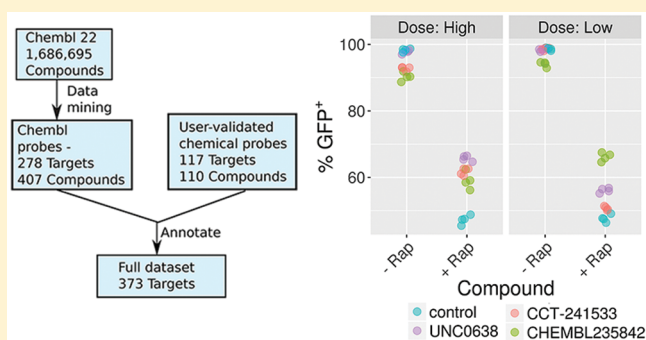 Chembl 22
1,686,695
Compounds
Data
mining
Chembl
probes -
278 Targets
407 Compounds
User-validated
chemical probes
117 Targets
110 Compounds
Annotate
Full dataset
373 Targets
Dose: High
Dose: Low
% GFP+
100
80
60
- Rap
+ Rap
- Rap
+ Rap
Compound
control
CCT-241533
UNC0638
CHEMBL235842